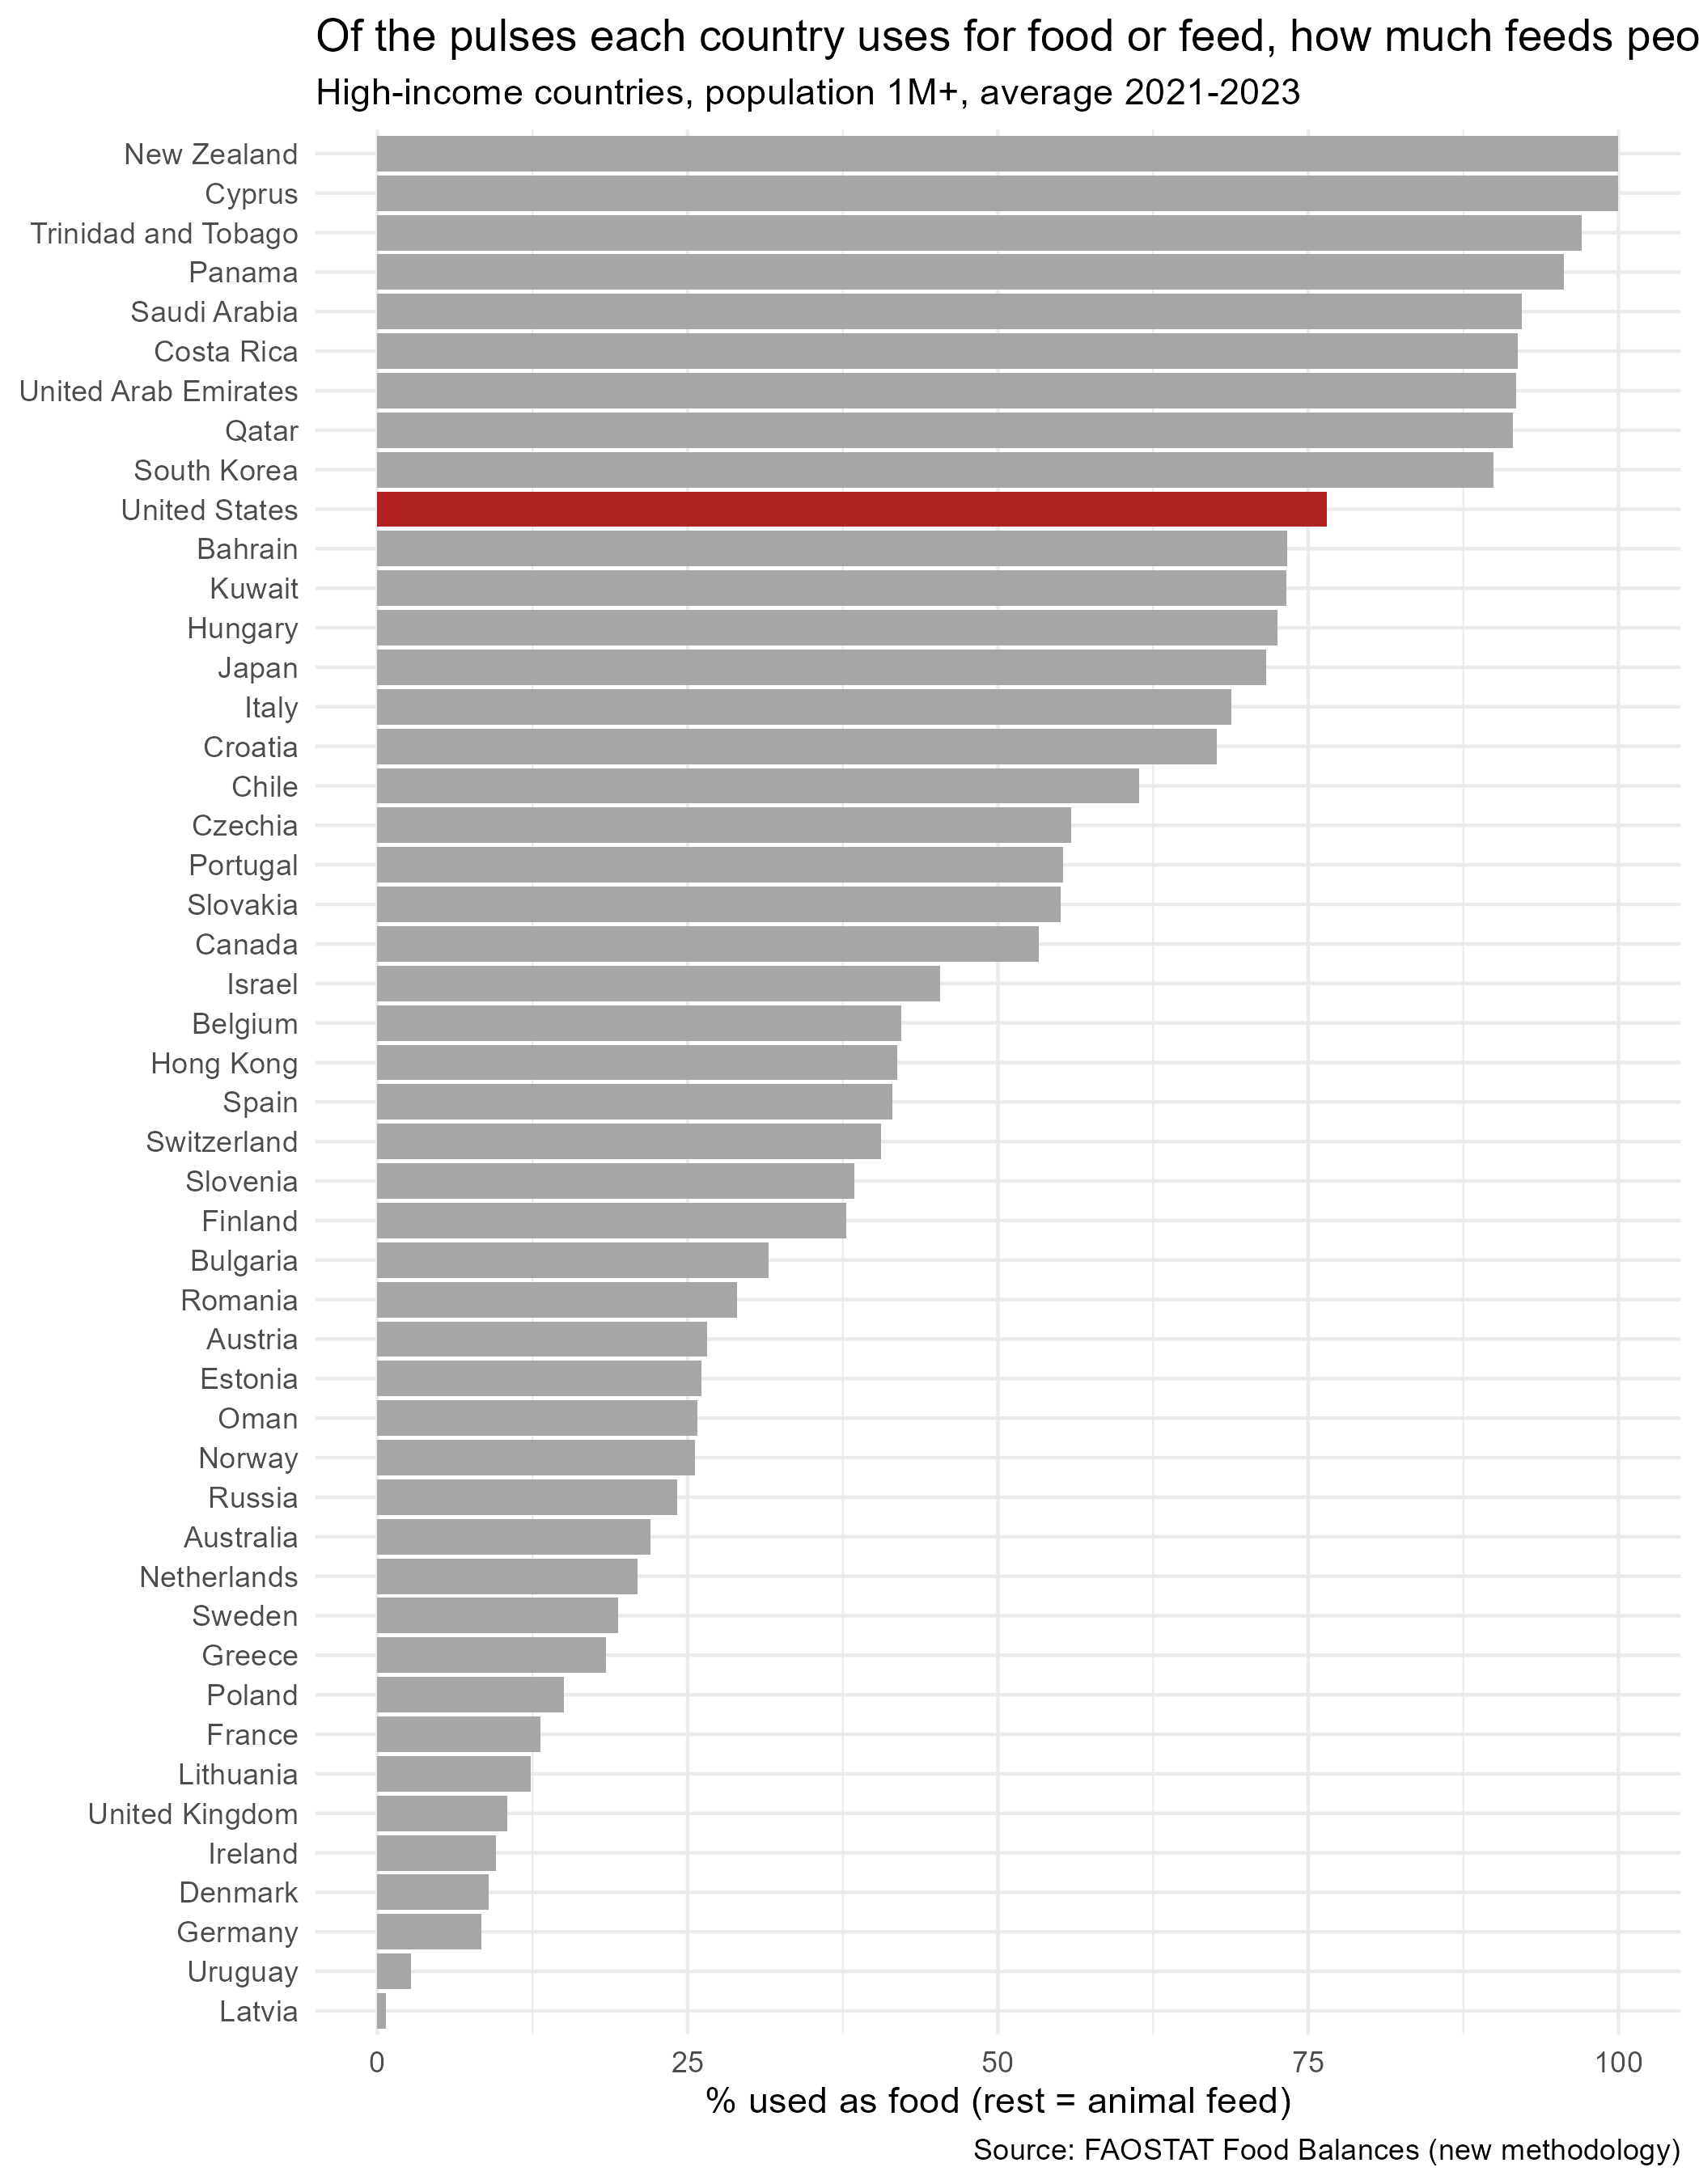 Of the pulses each country uses for food or feed, how much feeds peo
High-income countries, population 1M+, average 2021-2023
New Zealand
Cyprus
Trinidad and Tobago
Panama
Saudi Arabia
Costa Rica
United Arab Emirates
Qatar
South Korea
United States
Bahrain
Kuwait
Hungary
Japan
Italy
Croatia
Chile
Czechia
Portugal
Slovakia
Canada
Israel
Belgium
Hong Kong
Spain
Switzerland
Slovenia
Finland
Bulgaria
Romania
Austria
Estonia
Oman
Norway
Russia
Australia
Netherlands
Sweden
Greece
Poland
France
Lithuania
United Kingdom
Ireland
Denmark
Germany
Uruguay
Latvia
0 25 50 75 100
% used as food (rest = animal feed)
Source: FAOSTAT Food Balances (new methodology)